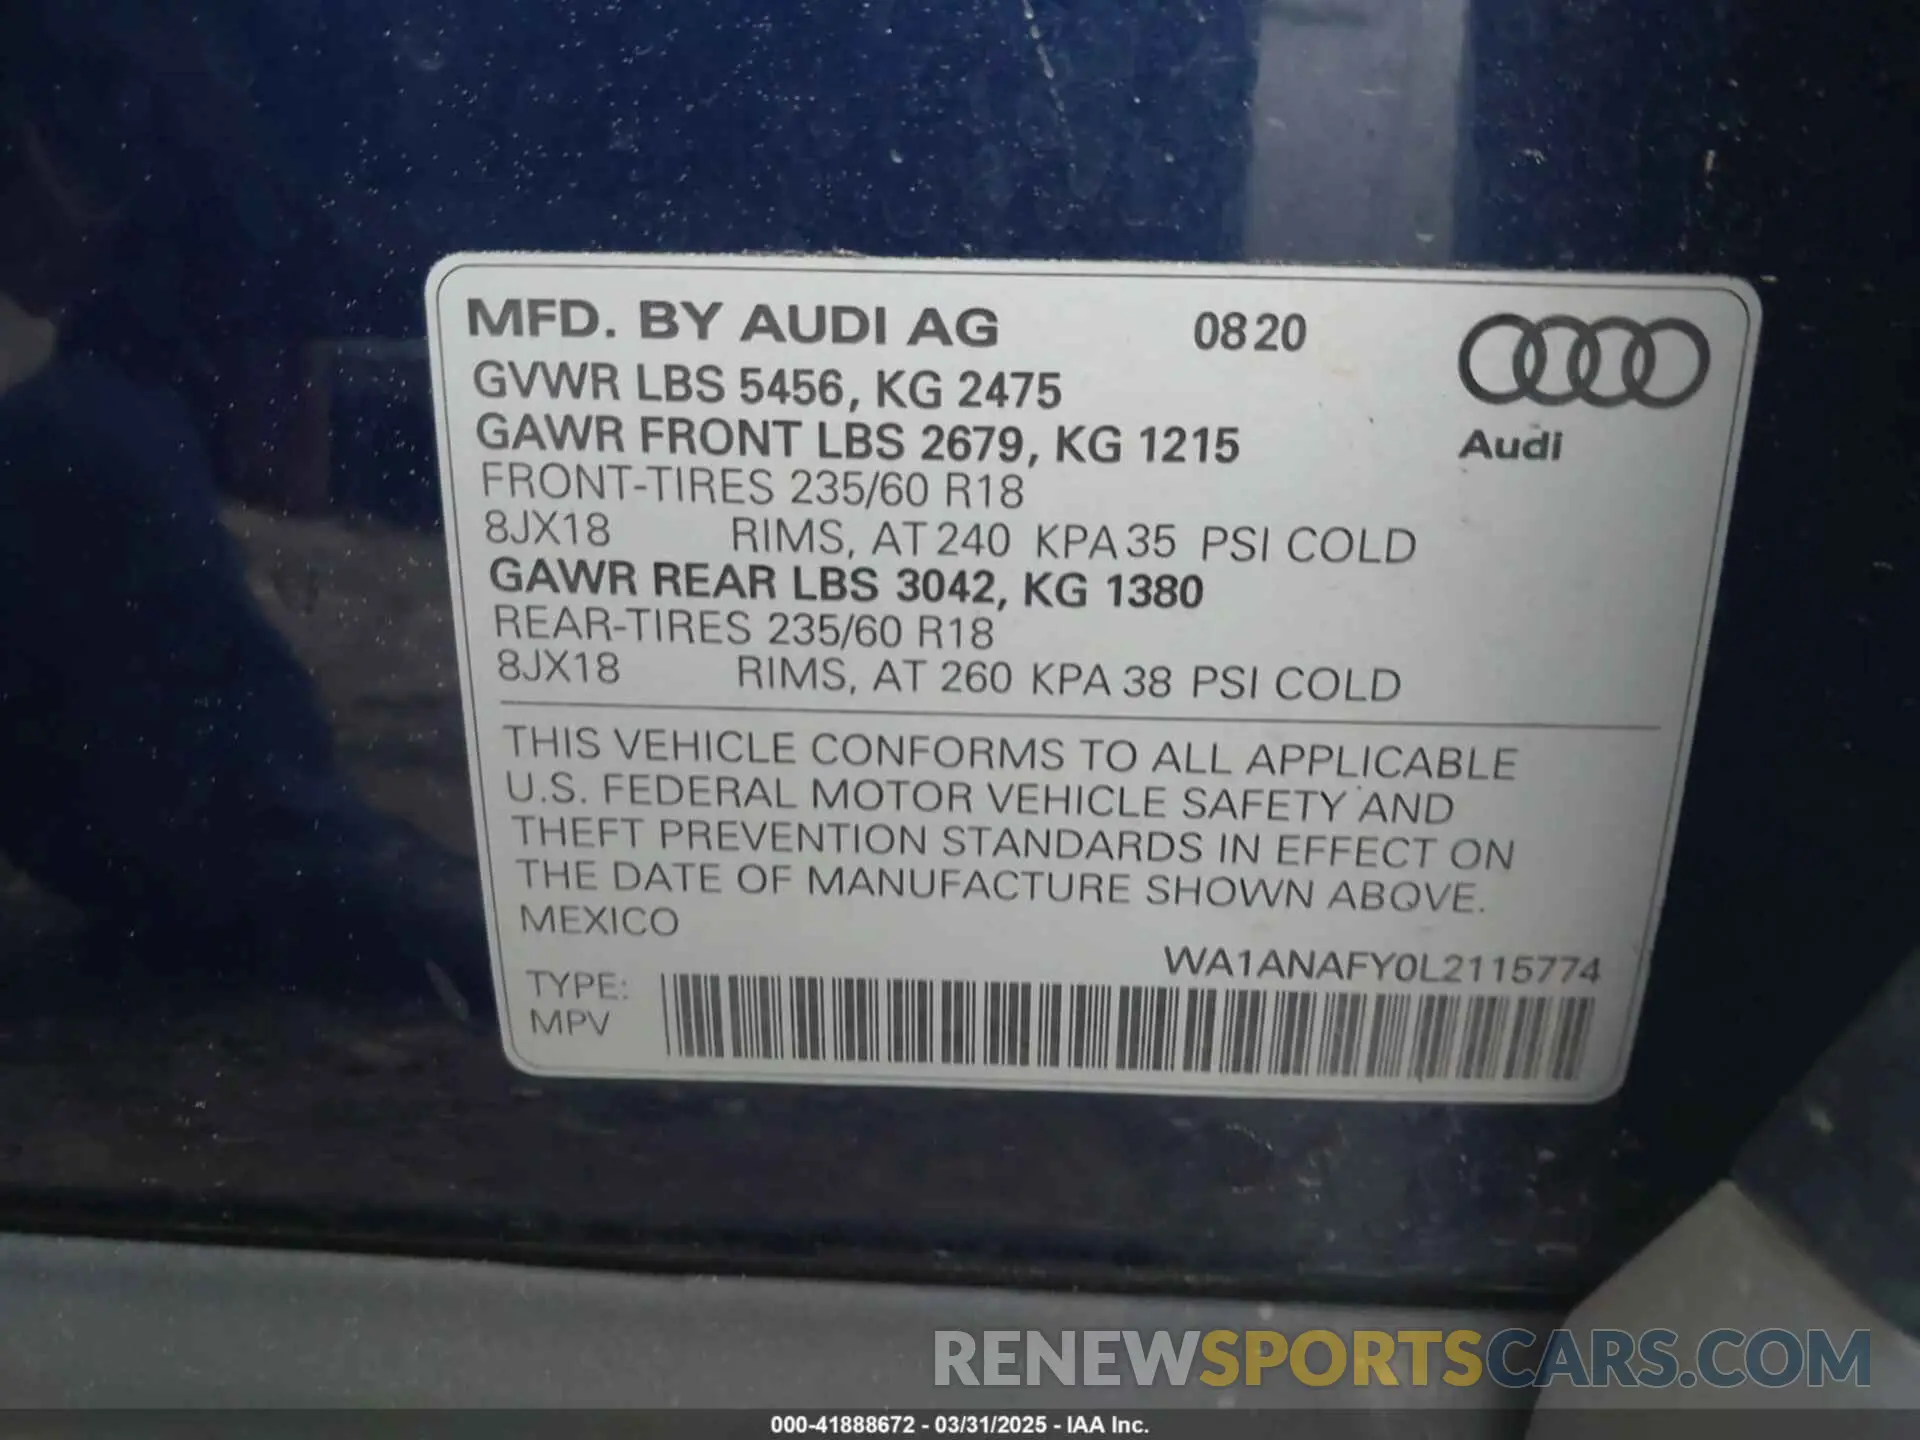 MFD. BY AUDI AG 0820
GVWR LBS 5456, KG 2475
GAWR FRONT LBS 2679, KG 1215
Audi
FRONT-TIRES 235/60 R18
8JX18 RIMS, AT 240 KPA 35 PSI COLD
GAWR REAR LBS 3042, KG 1380
REAR-TIRES 235/60 R18
8JX18 RIMS, AT 260 KPA 38 PSI COLD
THIS VEHICLE CONFORMS TO ALL APPLICABLE
U.S. FEDERAL MOTOR VEHICLE SAFETY AND
THEFT PREVENTION STANDARDS IN EFFECT ON
THE DATE OF MANUFACTURE SHOWN ABOVE.
MEXICO
WA1ANAFY0L2115774
TYPE:
MPV
RENEWSPORTSCARS.COM
000-41888672 - 03/31/2025 - IAA Inc.